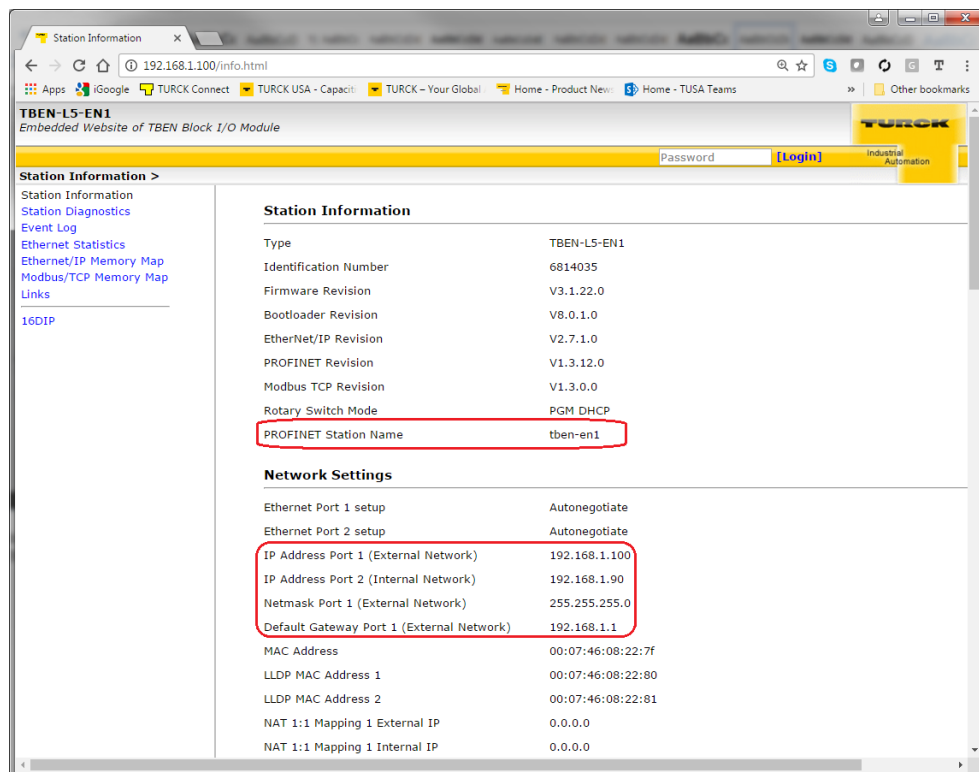 Station Information
192.168.1.100/info.html
Apps iGoogle TURCK Connect TURCK USA - Capaciti TURCK – Your Global Home - Product New Home - TUSA Teams » Other bookmarks
TBEN-L5-EN1
Embedded Website of TBEN Block I/O Module
TURCK
Password [Login]
Industrial
Automation
Station Information >
Station Information
Station Diagnostics
Event Log
Ethernet Statistics
Ethernet/IP Memory Map
Modbus/TCP Memory Map
Links
16DIP
Station Information
Type TBEN-L5-EN1
Identification Number 6814035
Firmware Revision V3.1.22.0
Bootloader Revision V8.0.1.0
EtherNet/IP Revision V2.7.1.0
PROFINET Revision V1.3.12.0
Modbus TCP Revision V1.3.0.0
Rotary Switch Mode PGM DHCP
PROFINET Station Name tben-en1
Network Settings
Ethernet Port 1 setup Autonegotiate
Ethernet Port 2 setup Autonegotiate
IP Address Port 1 (External Network) 192.168.1.100
IP Address Port 2 (Internal Network) 192.168.1.90
Netmask Port 1 (External Network) 255.255.255.0
Default Gateway Port 1 (External Network) 192.168.1.1
MAC Address 00:07:46:08:22:7f
LLDP MAC Address 1 00:07:46:08:22:80
LLDP MAC Address 2 00:07:46:08:22:81
NAT 1:1 Mapping 1 External IP 0.0.0.0
NAT 1:1 Mapping 1 Internal IP 0.0.0.0